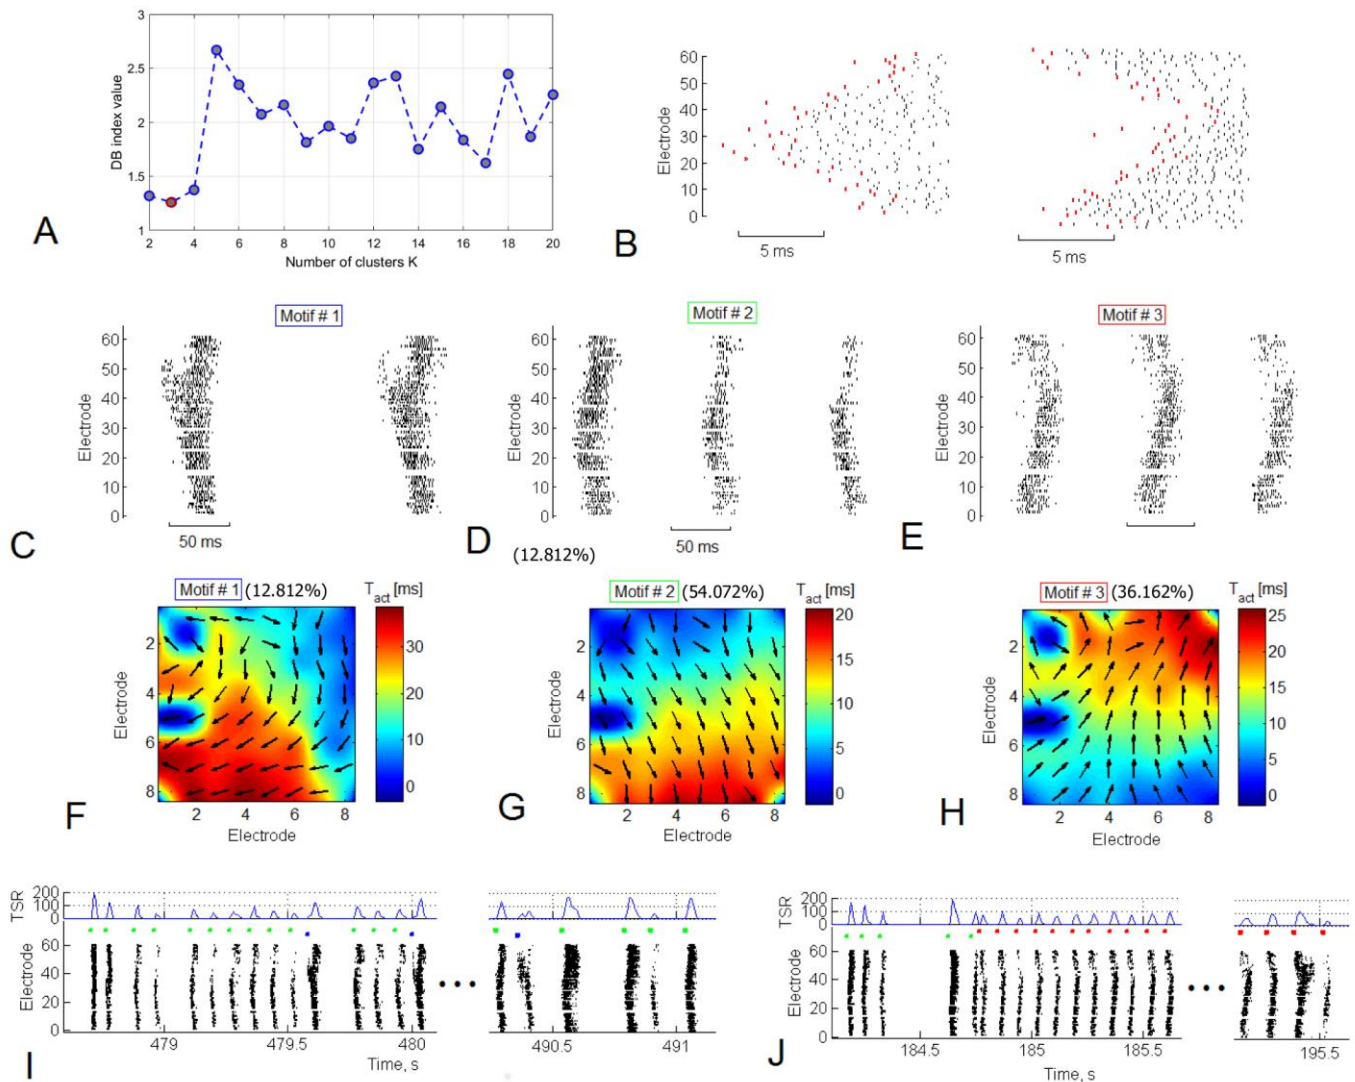 3
2.5
2
1.5
1
DB index value
2 4 6 8 10 12 14 16 18 20
Number of clusters K
A
60
50
40
30
20
10
0
Electrode
5 ms
5 ms
B
Motif # 1
60
50
40
30
20
10
0
Electrode
50 ms
C
Motif # 2
60
50
40
30
20
10
0
Electrode
50 ms
D
(12.812%)
Motif # 3
60
50
40
30
20
10
0
Electrode
E
Motif # 1 (12.812%)
T_act [ms]
2
4
6
8
Electrode
2 4 6 8
Electrode
30
20
10
0
F
Motif # 2 (54.072%)
T_act [ms]
2
4
6
8
Electrode
2 4 6 8
Electrode
20
15
10
5
0
G
Motif # 3 (36.162%)
T_act [ms]
2
4
6
8
Electrode
2 4 6 8
Electrode
25
20
15
10
5
0
H
TSR
200
100
0
Electrode
60
40
20
0
479 479.5 480 490.5 491
Time, s
I
TSR
200
100
0
Electrode
60
40
20
0
184.5 185 185.5 195.5
Time, s
J